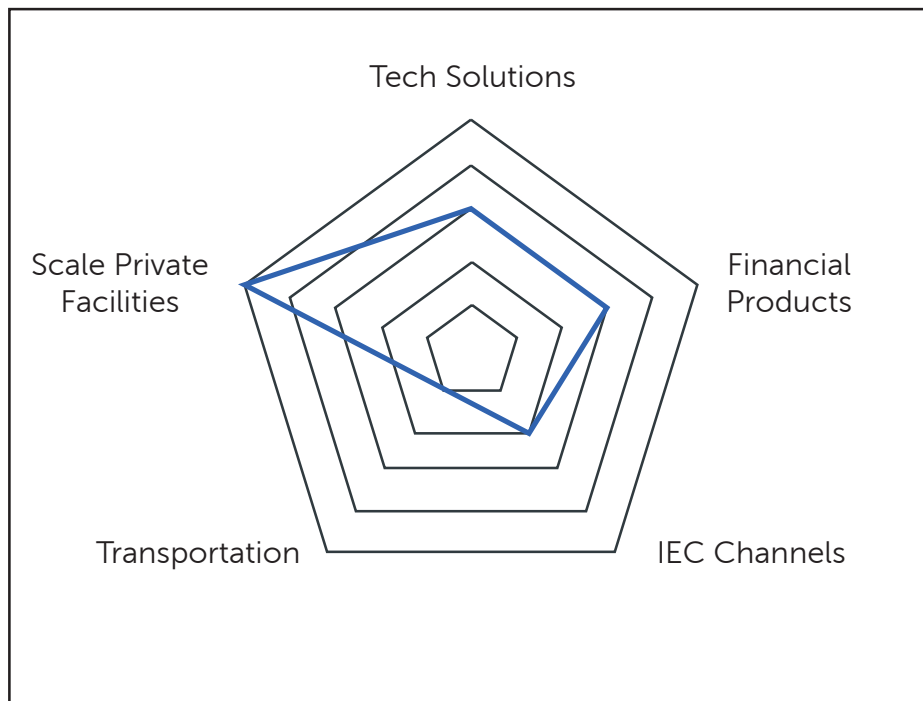 Tech Solutions
Scale Private
Facilities
Financial
Products
Transportation
IEC Channels